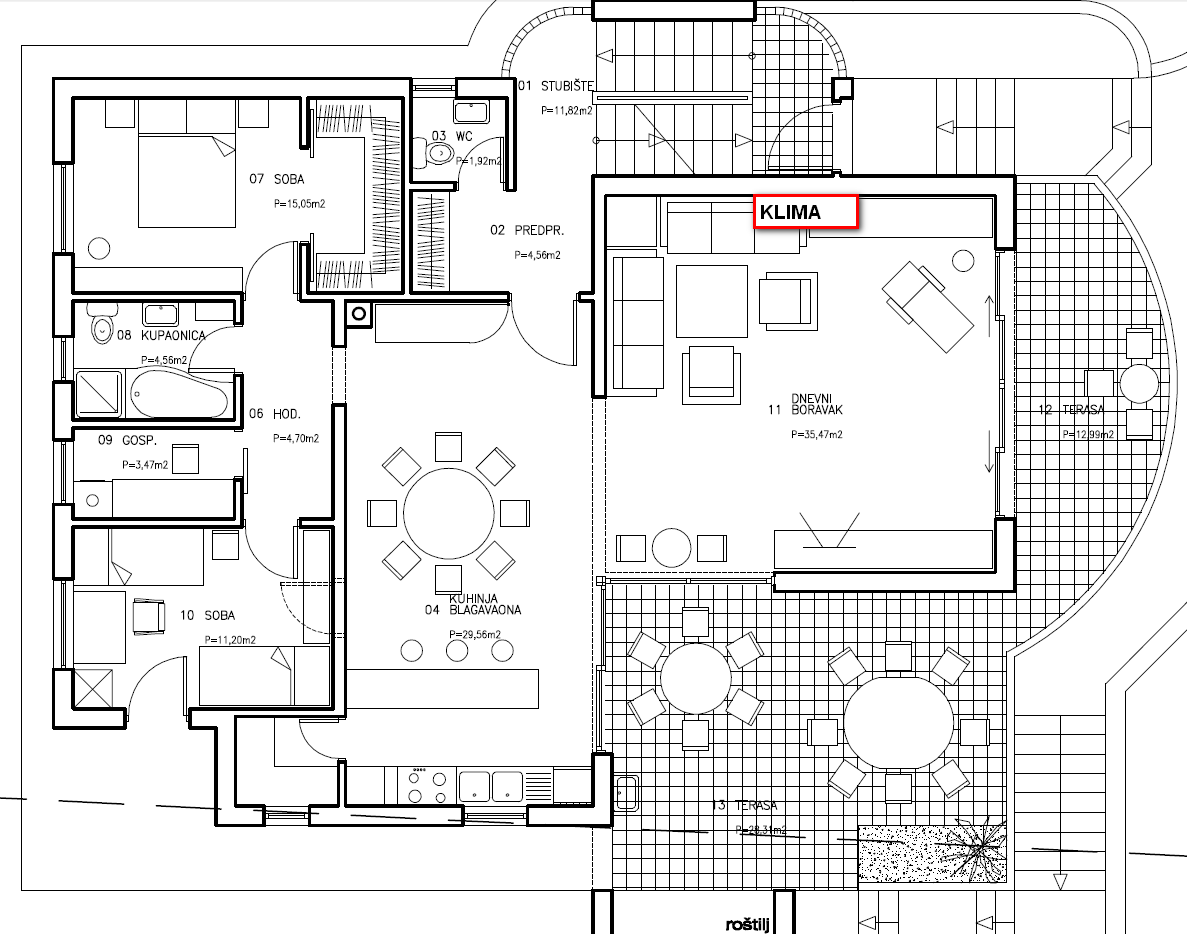 01 STUBIŠTE
P=11,82m2
03 WC
P=1,92m2
07 SOBA
P=15,05m2
KLIMA
02 PREDPR.
P=4,56m2
08 KUPAONICA
P=4,56m2
06 HOD.
P=4,70m2
DNEVNI
11 BORAVAK
P=35,47m2
12 TERASA
P=12,99m2
09 GOSP.
P=3,47m2
KUHINJA
04 BLAGAVAONA
P=29,56m2
10 SOBA
P=11,20m2
13 TERASA
P=28,31m2
roštilj